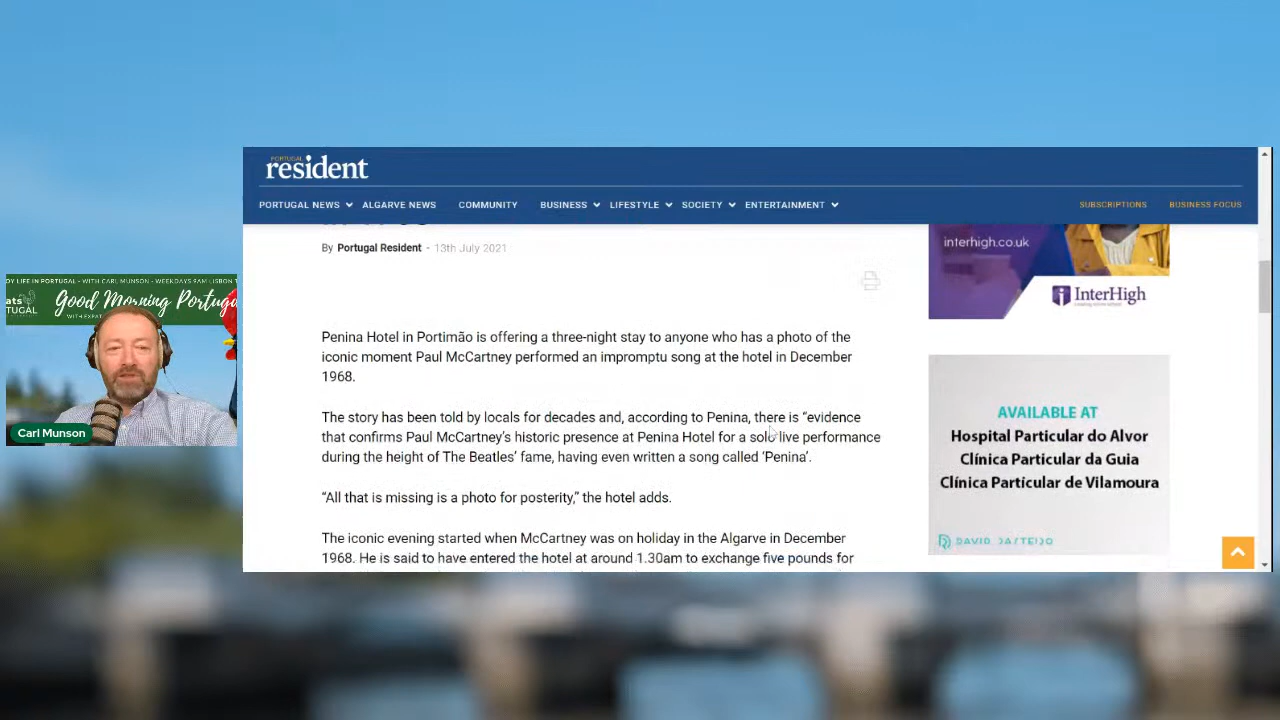 PORTUGAL
resident
PORTUGAL NEWS
ALGARVE NEWS
COMMUNITY
BUSINESS
LIFESTYLE
SOCIETY
ENTERTAINMENT
SUBSCRIPTIONS
BUSINESS FOCUS
By Portugal Resident - 13th July 2021
Penina Hotel in Portimão is offering a three-night stay to anyone who has a photo of the
iconic moment Paul McCartney performed an impromptu song at the hotel in December
1968.
The story has been told by locals for decades and, according to Penina, there is “evidence
that confirms Paul McCartney’s historic presence at Penina Hotel for a solo live performance
during the height of The Beatles’ fame, having even written a song called ‘Penina’.
“All that is missing is a photo for posterity,” the hotel adds.
The iconic evening started when McCartney was on holiday in the Algarve in December
1968. He is said to have entered the hotel at around 1.30am to exchange five pounds for
interhigh.co.uk
InterHigh
AVAILABLE AT
Hospital Particular do Alvor
Clínica Particular da Guia
Clínica Particular de Vilamoura
DY LIFE IN PORTUGAL - WITH CARL MUNSON - WEEKDAYS 9AM LISBON T
ats
TUGAL
Good Morning Portuga
Carl Munson